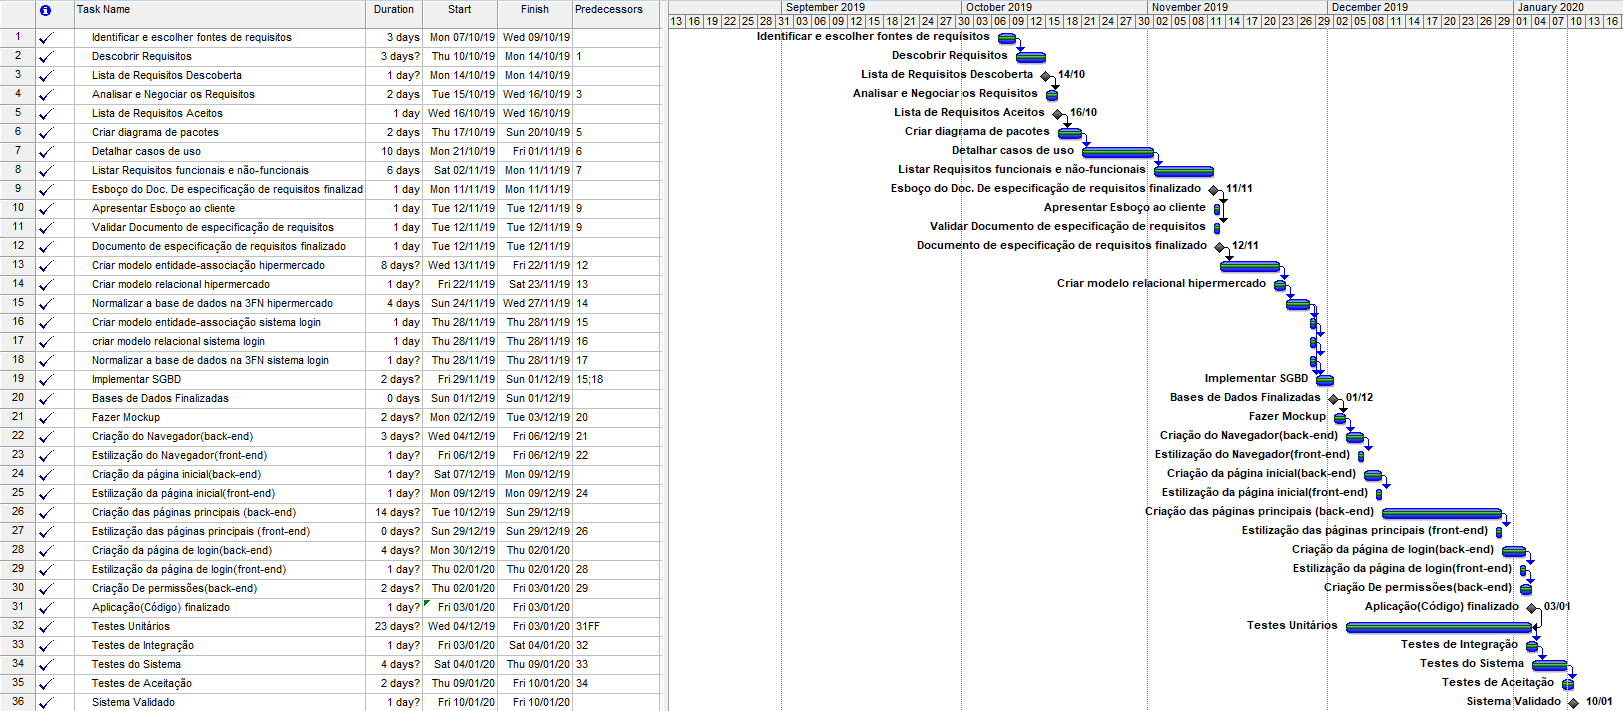 Task Name Duration Start Finish Predecessors
September 2019 October 2019 November 2019 December 2019 January 2020
13 16 19 22 25 28 31 03 06 09 12 15 18 21 24 27 30 03 06 09 12 15 18 21 24 27 30 02 05 08 11 14 17 20 23 26 29 02 05 08 11 14 17 20 23 26 29 01 04 07 10 13 16
1 Identificar e escolher fontes de requisitos 3 days Mon 07/10/19 Wed 09/10/19 Identificar e escolher fontes de requisitos
2 Descobrir Requisitos 3 days? Thu 10/10/19 Mon 14/10/19 1 Descobrir Requisitos
3 Lista de Requisitos Descoberta 1 day? Mon 14/10/19 Mon 14/10/19 Lista de Requisitos Descoberta 14/10
4 Analisar e Negociar os Requisitos 2 days Tue 15/10/19 Wed 16/10/19 3 Analisar e Negociar os Requisitos
5 Lista de Requisitos Aceitos 1 day Wed 16/10/19 Wed 16/10/19 Lista de Requisitos Aceitos 16/10
6 Criar diagrama de pacotes 2 days Thu 17/10/19 Sun 20/10/19 5 Criar diagrama de pacotes
7 Detalhar casos de uso 10 days Mon 21/10/19 Fri 01/11/19 6 Detalhar casos de uso
8 Listar Requisitos funcionais e não-funcionais 6 days Sat 02/11/19 Mon 11/11/19 7 Listar Requisitos funcionais e não-funcionais
9 Esboço do Doc. De especificação de requisitos finalizad 1 day Mon 11/11/19 Mon 11/11/19 Esboço do Doc. De especificação de requisitos finalizado 11/11
10 Apresentar Esboço ao cliente 1 day Tue 12/11/19 Tue 12/11/19 9 Apresentar Esboço ao cliente
11 Validar Documento de especificação de requisitos 1 day Tue 12/11/19 Tue 12/11/19 9 Validar Documento de especificação de requisitos
12 Documento de especificação de requisitos finalizado 1 day Tue 12/11/19 Tue 12/11/19 Documento de especificação de requisitos finalizado 12/11
13 Criar modelo entidade-associação hipermercado 8 days? Wed 13/11/19 Fri 22/11/19 12
14 Criar modelo relacional hipermercado 1 day? Fri 22/11/19 Sat 23/11/19 13 Criar modelo relacional hipermercado
15 Normalizar a base de dados na 3FN hipermercado 4 days Sun 24/11/19 Wed 27/11/19 14
16 Criar modelo entidade-associação sistema login 1 day Thu 28/11/19 Thu 28/11/19 15
17 criar modelo relacional sistema login 1 day Thu 28/11/19 Thu 28/11/19 16
18 Normalizar a base de dados na 3FN sistema login 1 day? Thu 28/11/19 Thu 28/11/19 17
19 Implementar SGBD 2 days? Fri 29/11/19 Sun 01/12/19 15;18 Implementar SGBD
20 Bases de Dados Finalizadas 0 days Sun 01/12/19 Sun 01/12/19 Bases de Dados Finalizadas 01/12
21 Fazer Mockup 2 days? Mon 02/12/19 Tue 03/12/19 20 Fazer Mockup
22 Criação do Navegador(back-end) 3 days? Wed 04/12/19 Fri 06/12/19 21 Criação do Navegador(back-end)
23 Estilização do Navegador(front-end) 1 day? Fri 06/12/19 Fri 06/12/19 22 Estilização do Navegador(front-end)
24 Criação da página inicial(back-end) 1 day? Sat 07/12/19 Mon 09/12/19 Criação da página inicial(back-end)
25 Estilização da página inicial(front-end) 1 day? Mon 09/12/19 Mon 09/12/19 24 Estilização da página inicial(front-end)
26 Criação das páginas principais (back-end) 14 days? Tue 10/12/19 Sun 29/12/19 Criação das páginas principais (back-end)
27 Estilização das páginas principais (front-end) 0 days? Sun 29/12/19 Sun 29/12/19 26 Estilização das páginas principais (front-end)
28 Criação da página de login(back-end) 4 days? Mon 30/12/19 Thu 02/01/20 Criação da página de login(back-end)
29 Estilização da página de login(front-end) 1 day? Thu 02/01/20 Thu 02/01/20 28 Estilização da página de login(front-end)
30 Criação De permissões(back-end) 2 days? Thu 02/01/20 Fri 03/01/20 29 Criação De permissões(back-end)
31 Aplicação(Código) finalizado 1 day? Fri 03/01/20 Fri 03/01/20 Aplicação(Código) finalizado 03/01
32 Testes Unitários 23 days? Wed 04/12/19 Fri 03/01/20 31FF Testes Unitários
33 Testes de Integração 1 day? Fri 03/01/20 Sat 04/01/20 32 Testes de Integração
34 Testes do Sistema 4 days? Sat 04/01/20 Thu 09/01/20 33 Testes do Sistema
35 Testes de Aceitação 2 days? Thu 09/01/20 Fri 10/01/20 34 Testes de Aceitação
36 Sistema Validado 1 day? Fri 10/01/20 Fri 10/01/20 Sistema Validado 10/01